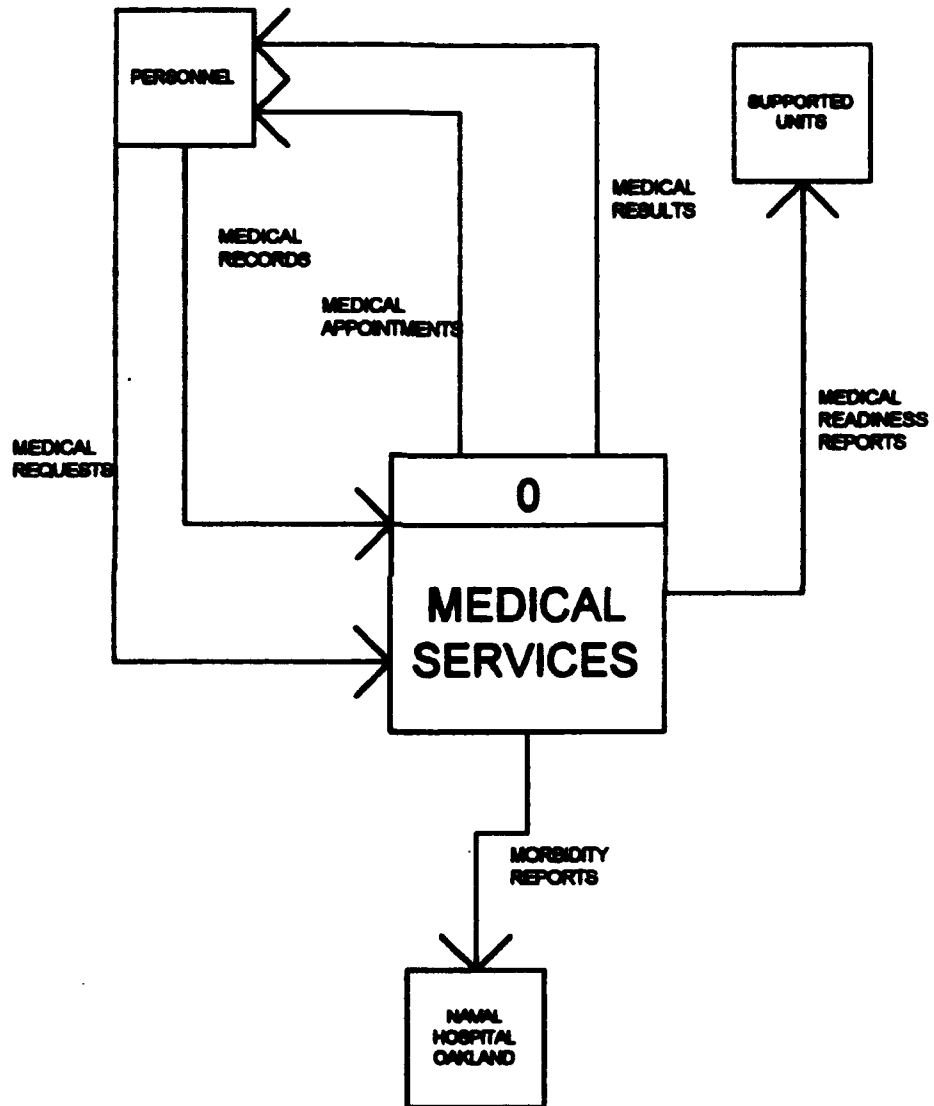 PERSONNEL
SUPPORTED
UNITS
MEDICAL
RESULTS
MEDICAL
RECORDS
MEDICAL
APPOINTMENTS
MEDICAL
READINESS
REPORTS
MEDICAL
REQUESTS
0
MEDICAL
SERVICES
MORBIDITY
REPORTS
NAVAL
HOSPITAL
OAKLAND